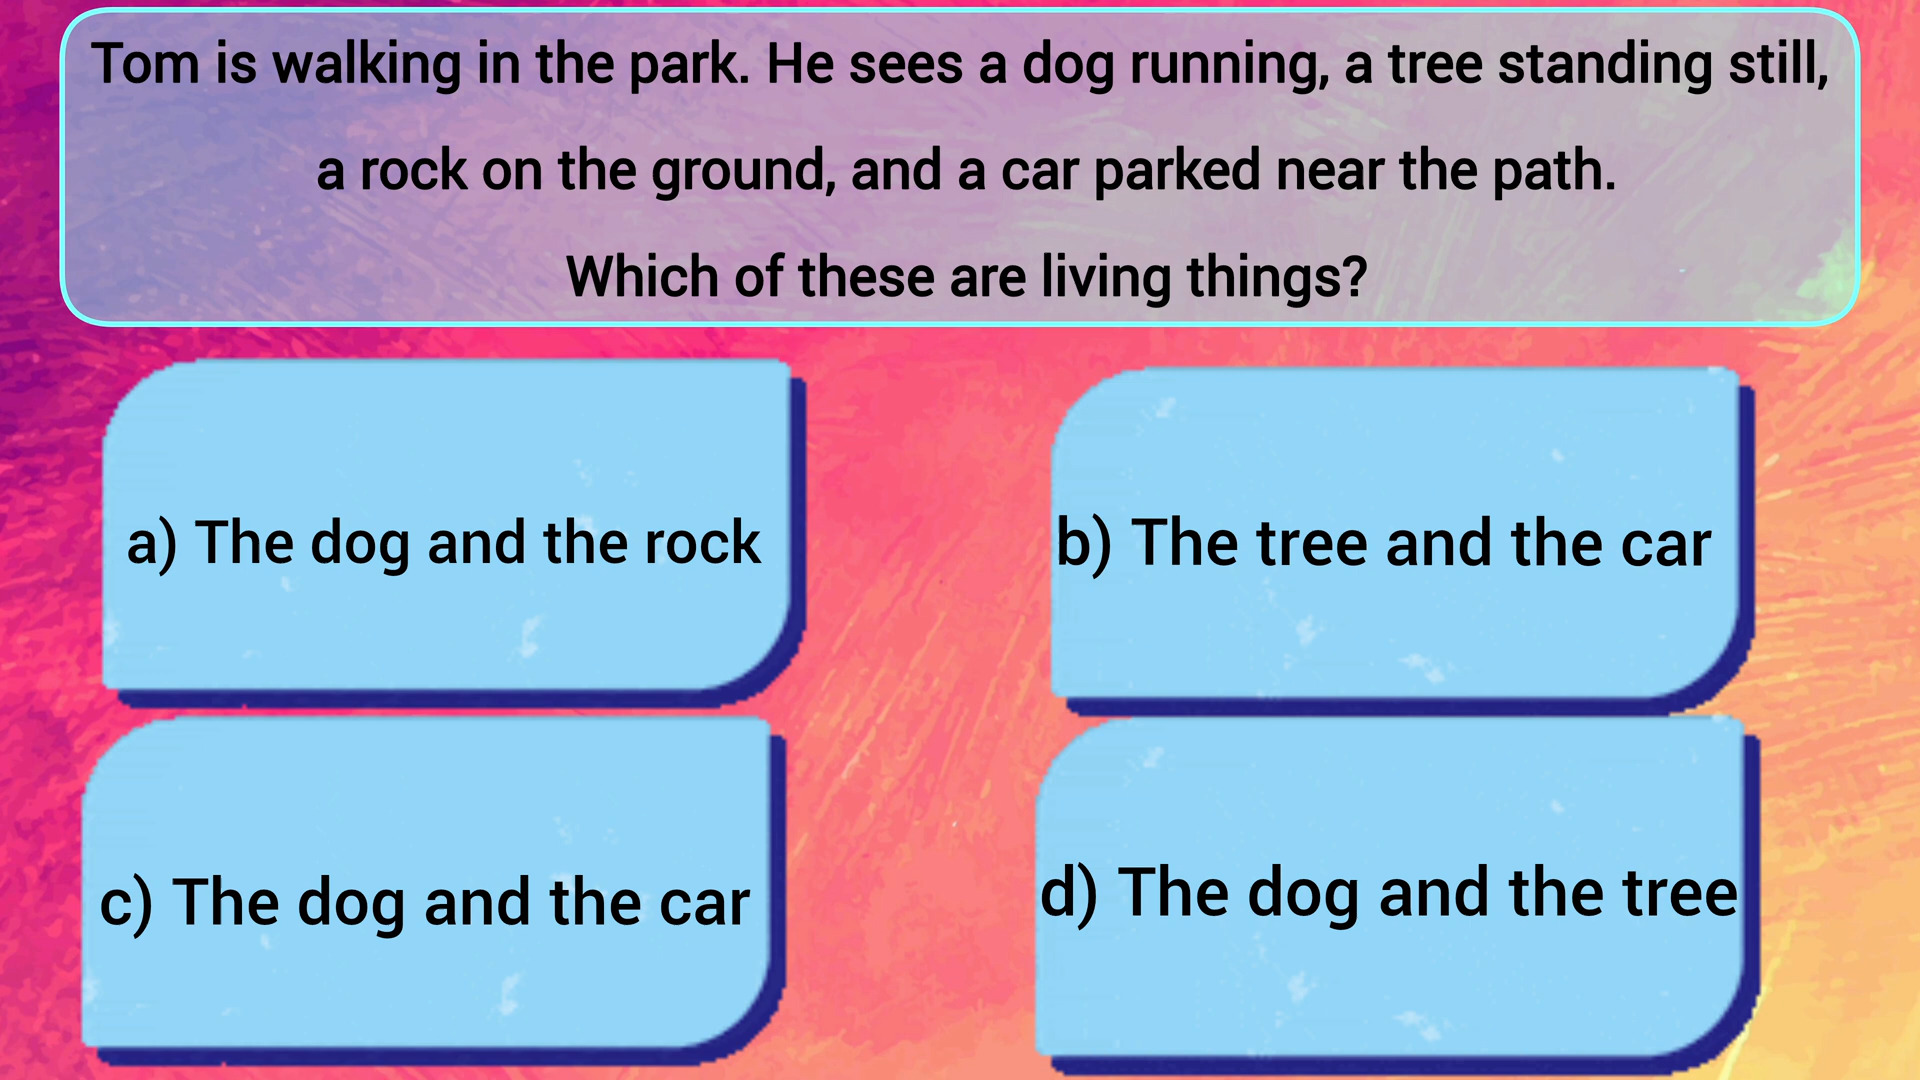 Tom is walking in the park. He sees a dog running, a tree standing still,
a rock on the ground, and a car parked near the path.
Which of these are living things?
a) The dog and the rock
b) The tree and the car
c) The dog and the car
d) The dog and the tree